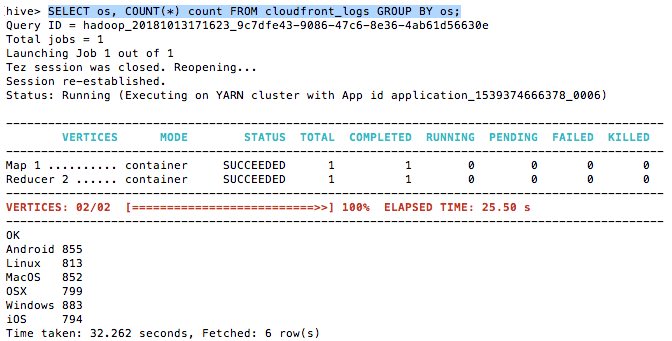 hive> SELECT os, COUNT(*) count FROM cloudfront_logs GROUP BY os;
Query ID = hadoop_20181013171623_9c7dfe43-9086-47c6-8e36-4ab61d56630e
Total jobs = 1
Launching Job 1 out of 1
Tez session was closed. Reopening...
Session re-established.
Status: Running (Executing on YARN cluster with App id application_1539374666378_0006)
--------------------------------------------------------------------------------
VERTICES MODE STATUS TOTAL COMPLETED RUNNING PENDING FAILED KILLED
--------------------------------------------------------------------------------
Map 1 .......... container SUCCEEDED 1 1 0 0 0 0
Reducer 2 ...... container SUCCEEDED 1 1 0 0 0 0
--------------------------------------------------------------------------------
VERTICES: 02/02 [==========================>>] 100% ELAPSED TIME: 25.50 s
--------------------------------------------------------------------------------
OK
Android 855
Linux 813
MacOS 852
OSX 799
Windows 883
iOS 794
Time taken: 32.262 seconds, Fetched: 6 row(s)